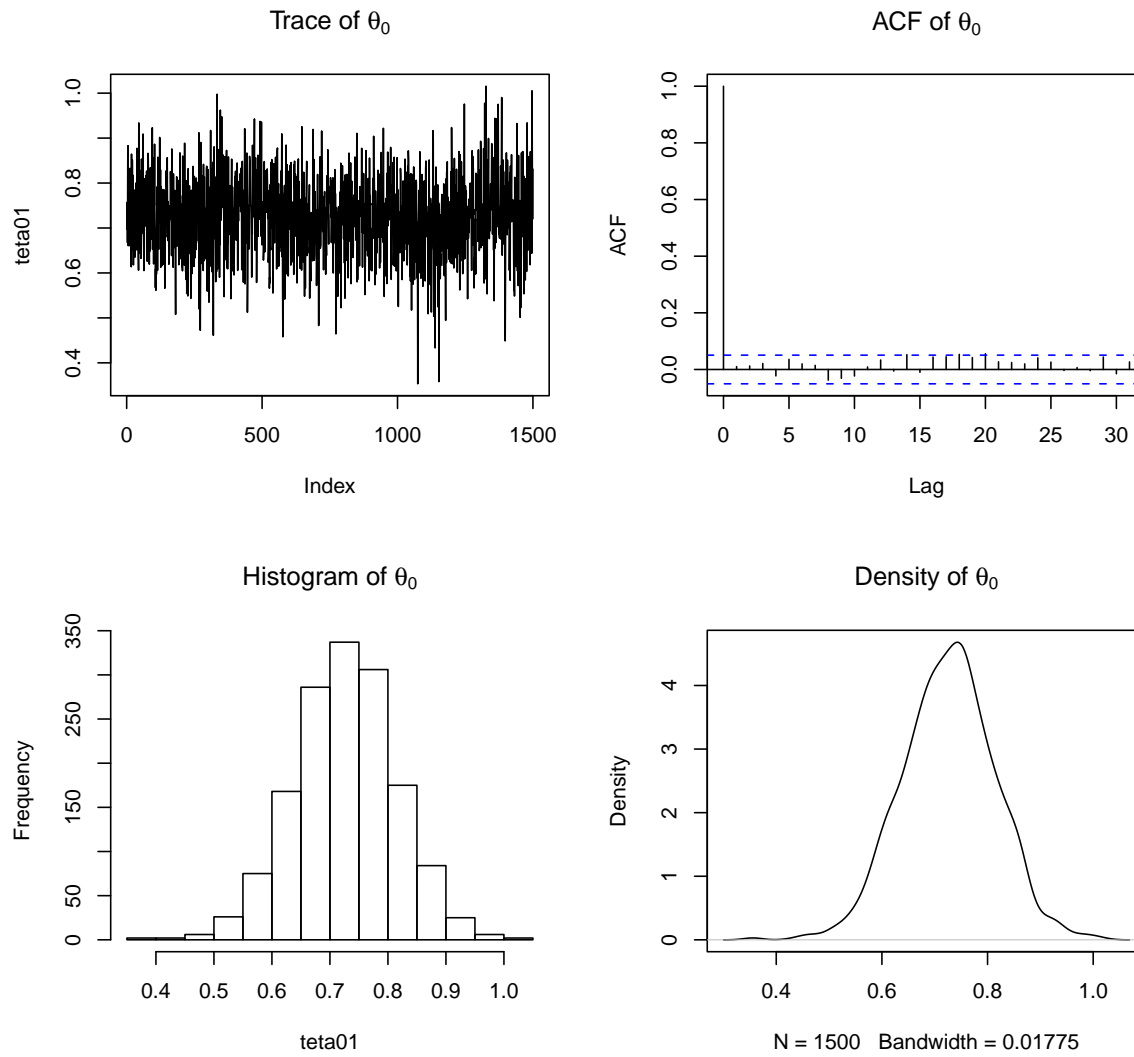 Trace of θ₀
teta01
1.0
0.8
0.6
0.4
0 500 1000 1500
Index
ACF of θ₀
ACF
1.0
0.8
0.6
0.4
0.2
0.0
0 5 10 15 20 25 30
Lag
Histogram of θ₀
Frequency
350
250
150
50
0
0.4 0.5 0.6 0.7 0.8 0.9 1.0
teta01
Density of θ₀
Density
4
3
2
1
0
0.4 0.6 0.8 1.0
N = 1500 Bandwidth = 0.01775